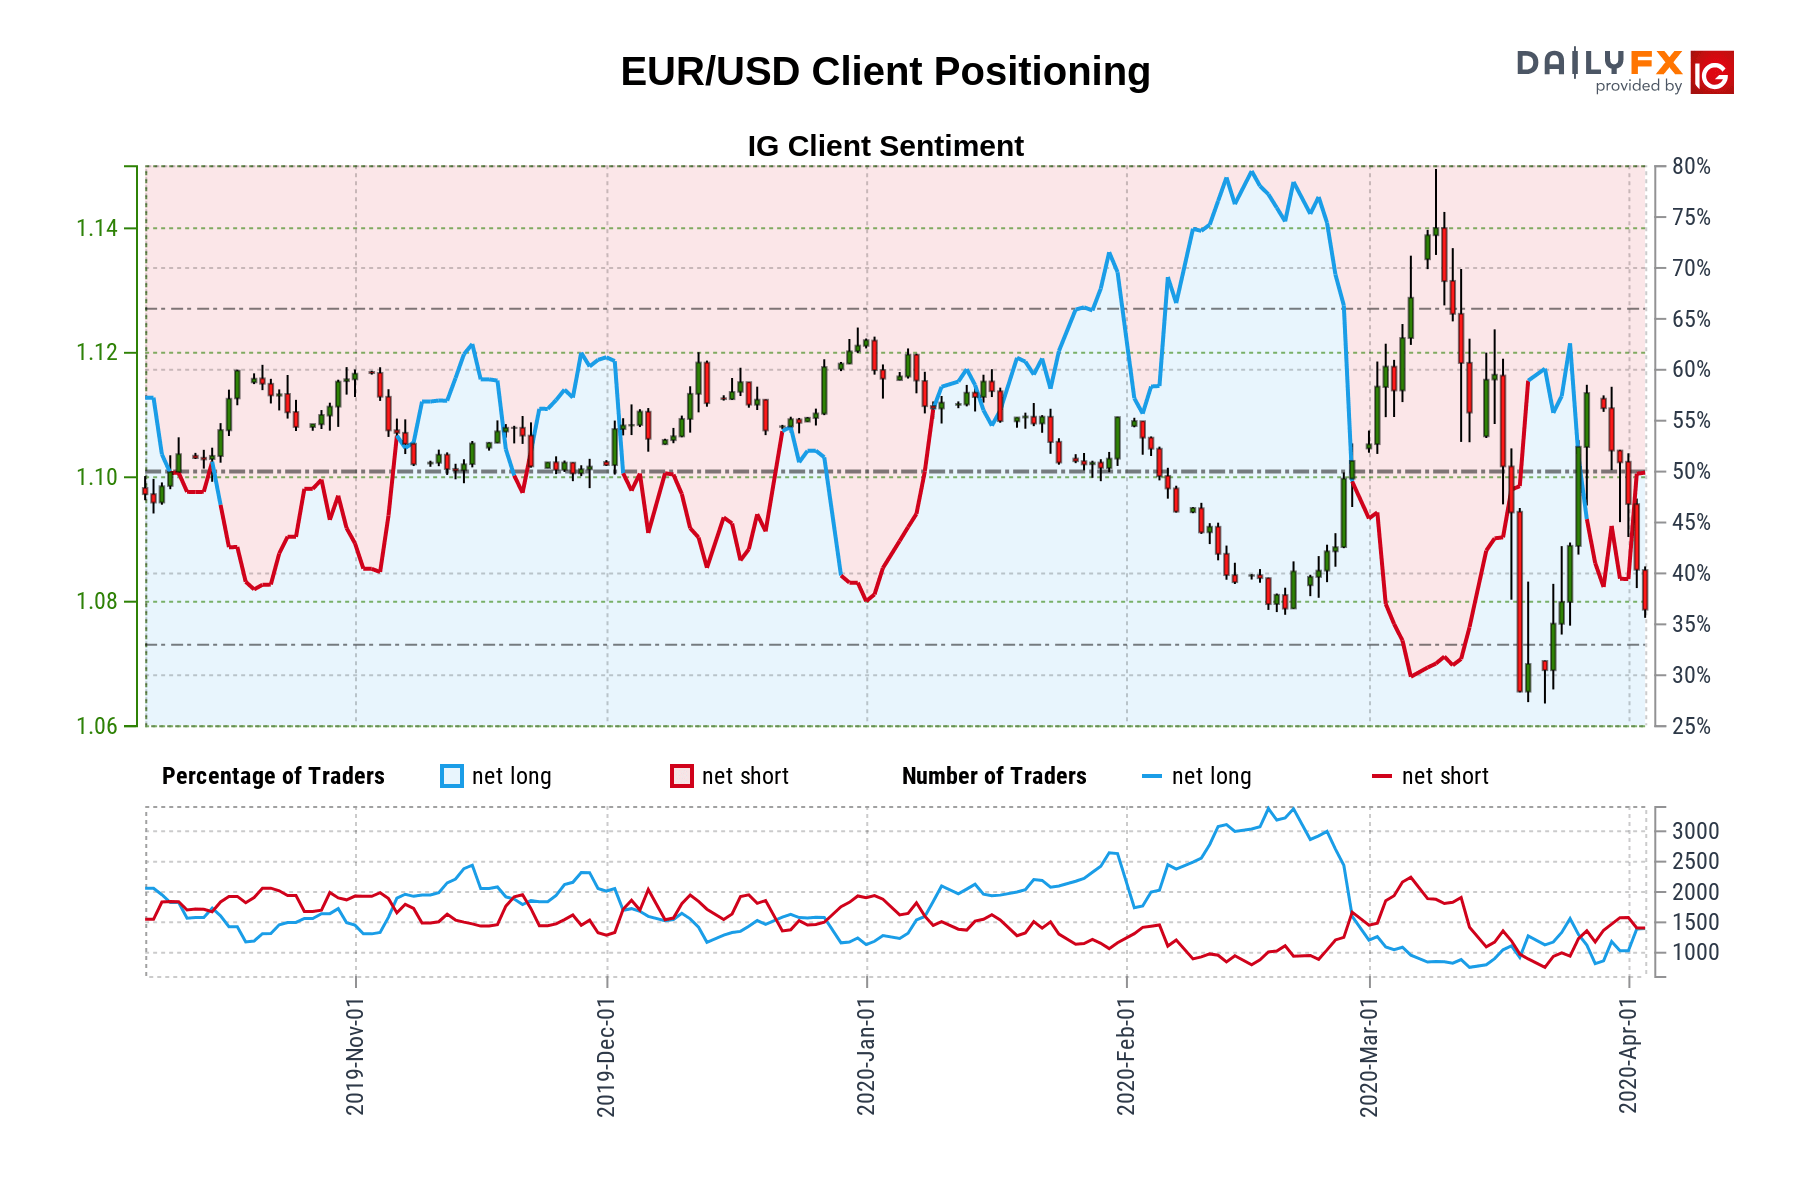 EUR/USD Client Positioning
DAILYFX
provided by IG
IG Client Sentiment
1.14
1.12
1.10
1.08
1.06
80%
75%
70%
65%
60%
55%
50%
45%
40%
35%
30%
25%
Percentage of Traders net long net short Number of Traders net long net short
3000
2500
2000
1500
1000
2019-Nov-01
2019-Dec-01
2020-Jan-01
2020-Feb-01
2020-Mar-01
2020-Apr-01